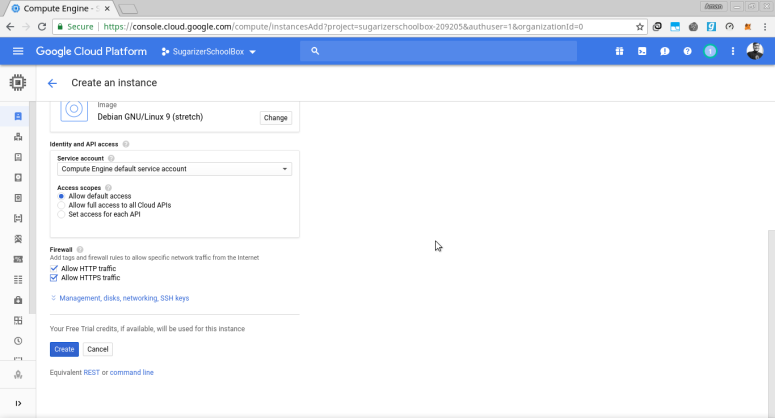 Compute Engine - S
Aman
Secure
https://console.cloud.google.com/compute/instancesAdd?project=sugarizerschoolbox-209205&authuser=1&organizationId=0
Google Cloud Platform
SugarizerSchoolBox
1
Create an instance
Image
Debian GNU/Linux 9 (stretch)
Change
Identity and API access
Service account
Compute Engine default service account
Access scopes
Allow default access
Allow full access to all Cloud APIs
Set access for each API
Firewall
Add tags and firewall rules to allow specific network traffic from the Internet
Allow HTTP traffic
Allow HTTPS traffic
Management, disks, networking, SSH keys
Your Free Trial credits, if available, will be used for this instance
Create
Cancel
Equivalent REST or command line